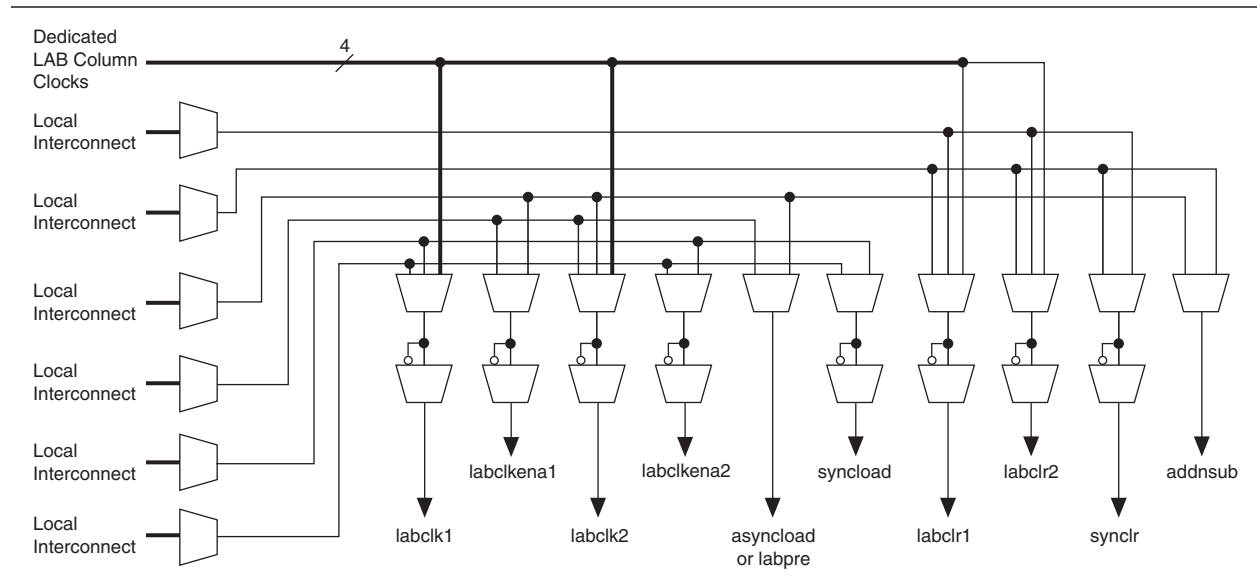 Dedicated
LAB Column
Clocks
4
Local
Interconnect
Local
Interconnect
Local
Interconnect
Local
Interconnect
Local
Interconnect
Local
Interconnect
labclkena1
labclkena2
syncload
labclr2
addnsub
labclk1
labclk2
asyncload
or labpre
labclr1
synclr